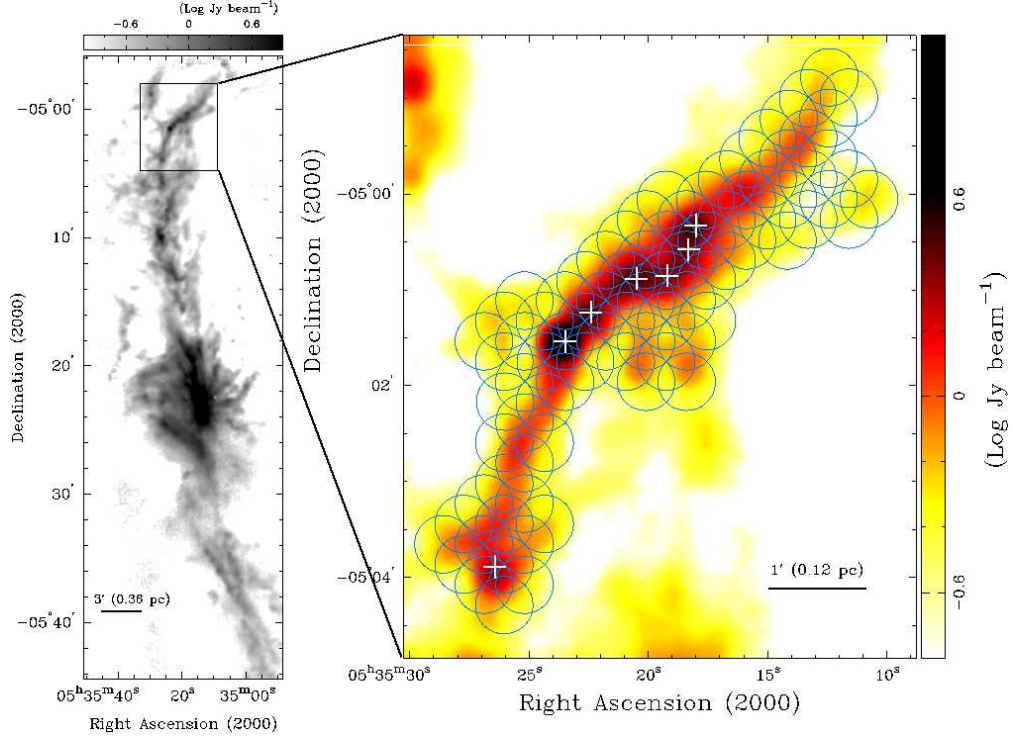 (Log Jy beam⁻¹)
−0.6 0 0.6
−05°00′
10′
20′
30′
−05°40′
Declination (2000)
3′ (0.36 pc)
05ʰ35ᵐ40ˢ 20ˢ 35ᵐ00ˢ
Right Ascension (2000)
Declination (2000)
−05°00′
02′
−05°04′
1′ (0.12 pc)
05ʰ35ᵐ30ˢ 25ˢ 20ˢ 15ˢ 10ˢ
Right Ascension (2000)
0.6
0
−0.6
(Log Jy beam⁻¹)